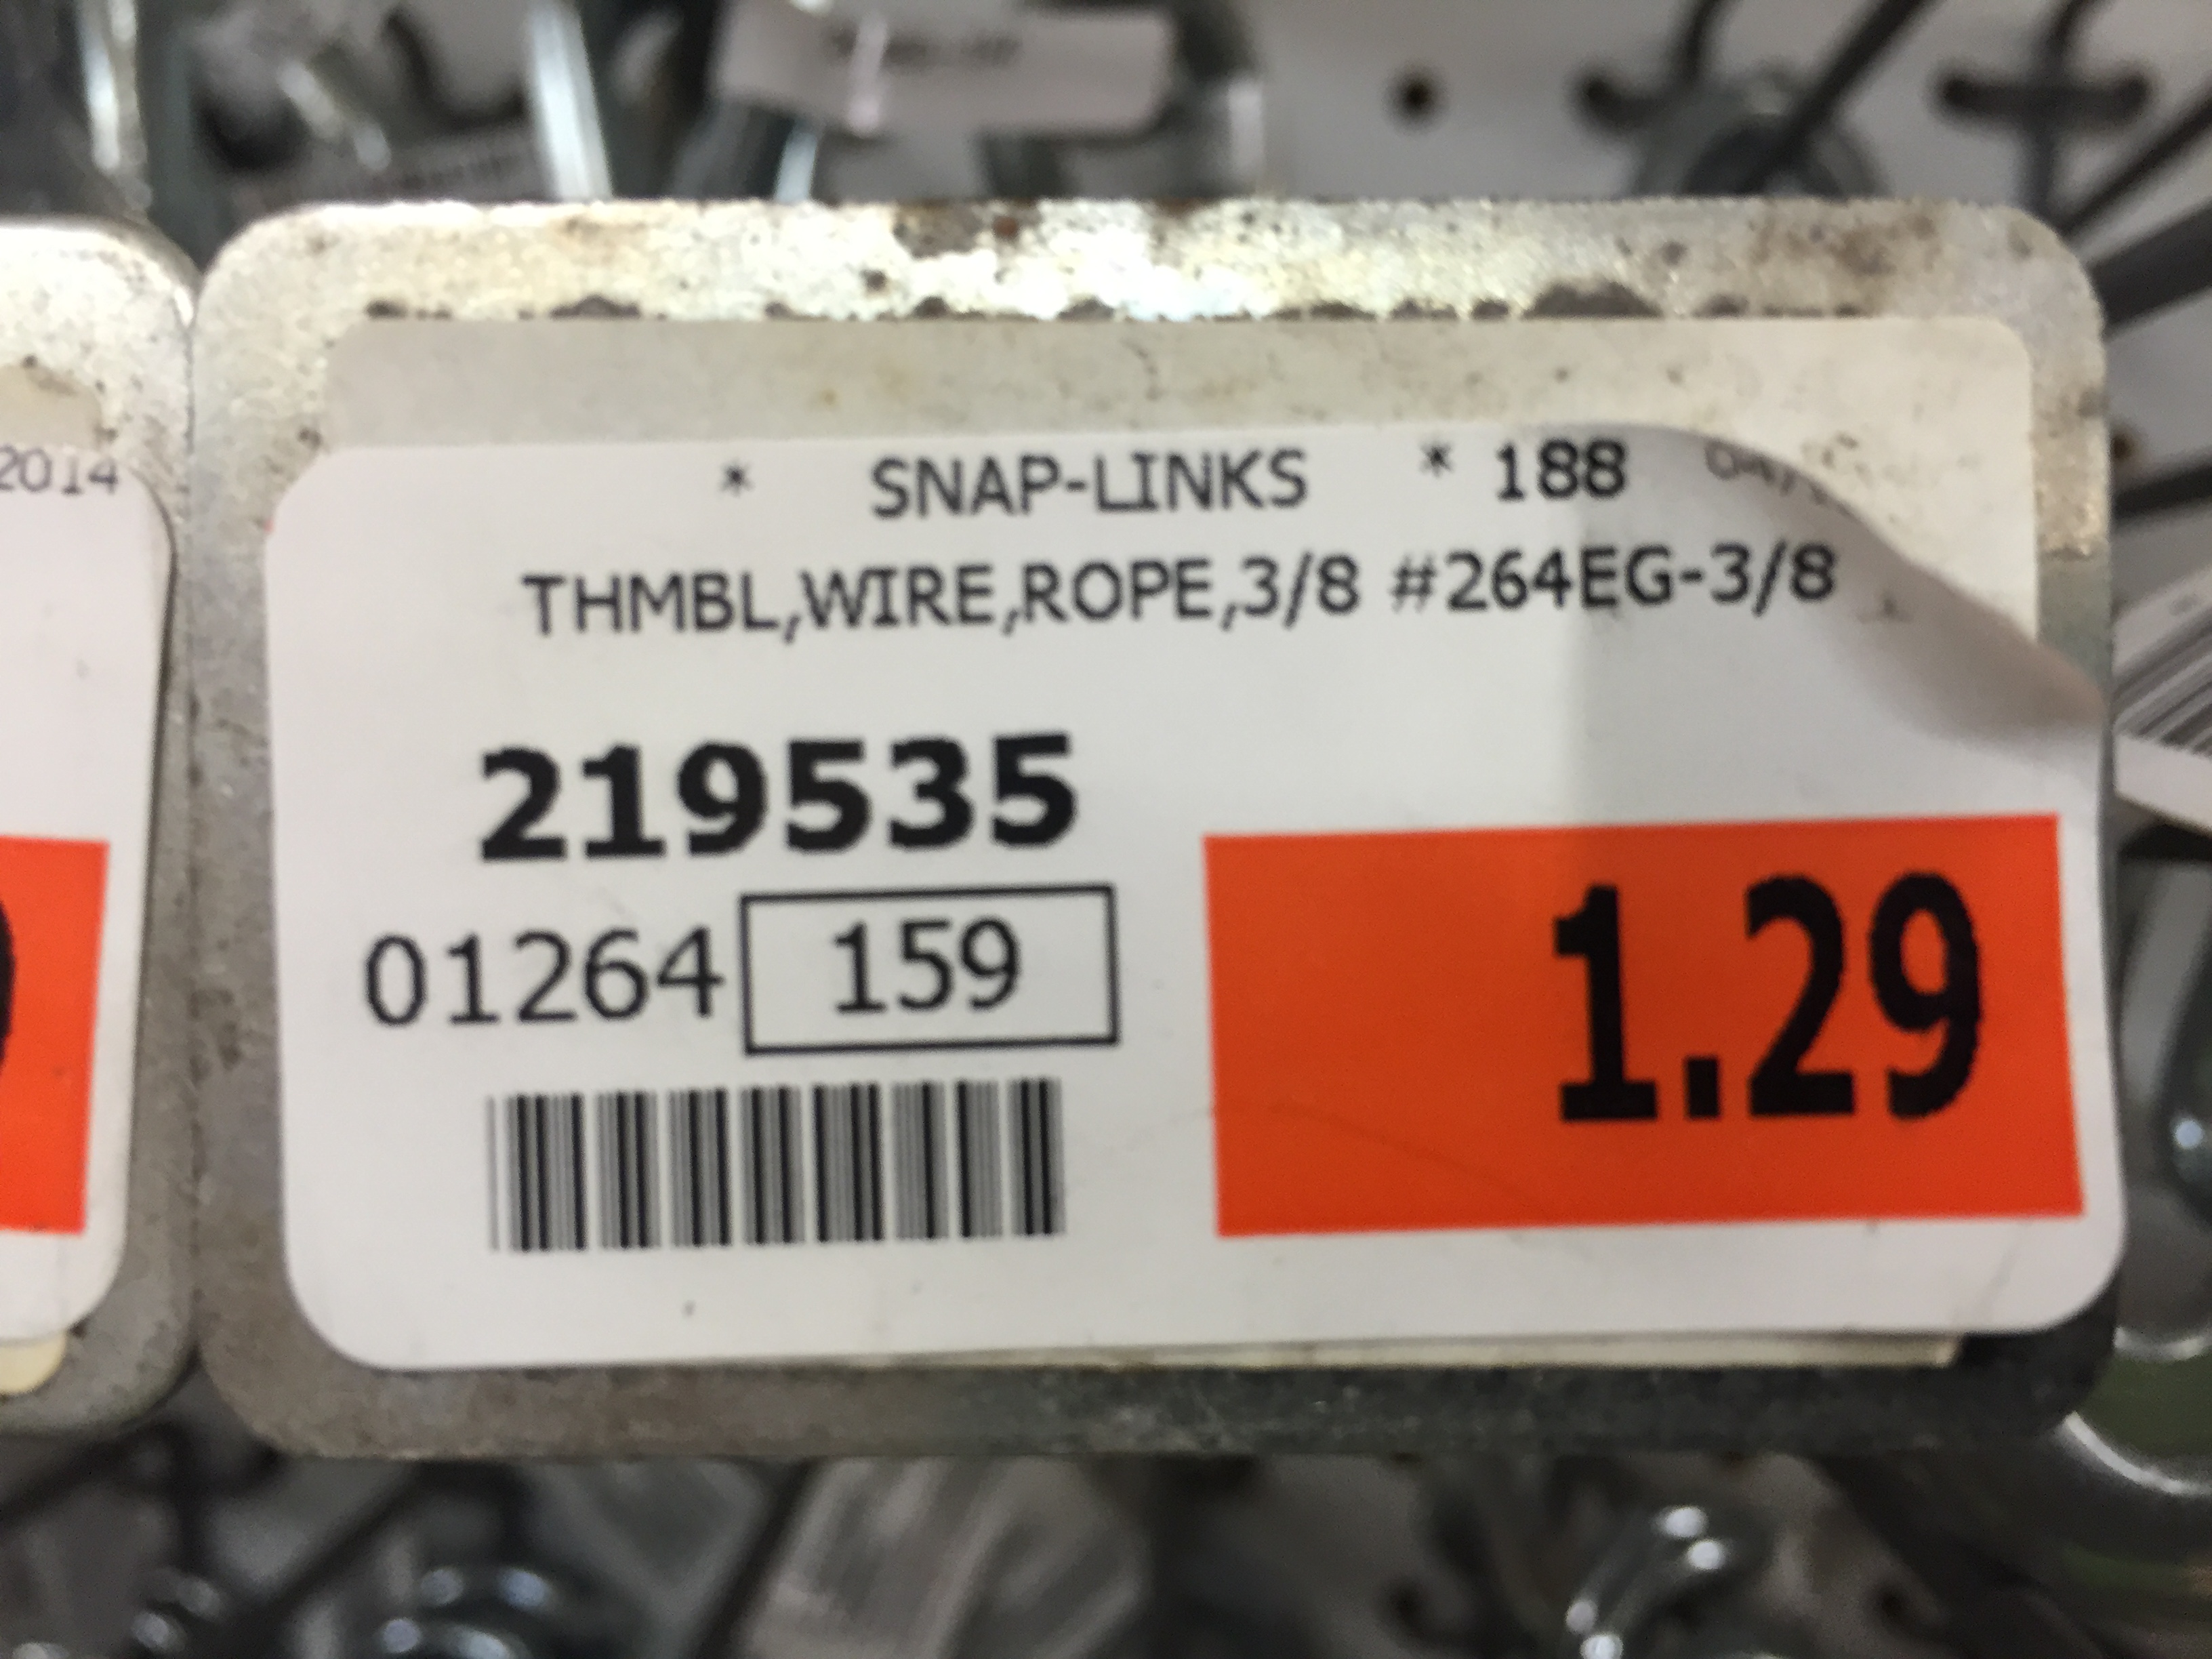 2014
* SNAP-LINKS * 188
THMBL,WIRE,ROPE,3/8 #264EG-3/8
219535
01264 159
1.29